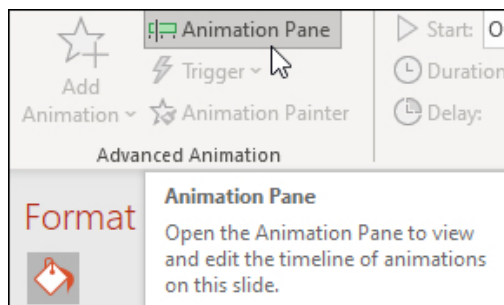 Animation Pane
Start: O
Add
Animation
Trigger
Duration
Animation Painter
Delay:
Advanced Animation
Format
Animation Pane
Open the Animation Pane to view
and edit the timeline of animations
on this slide.